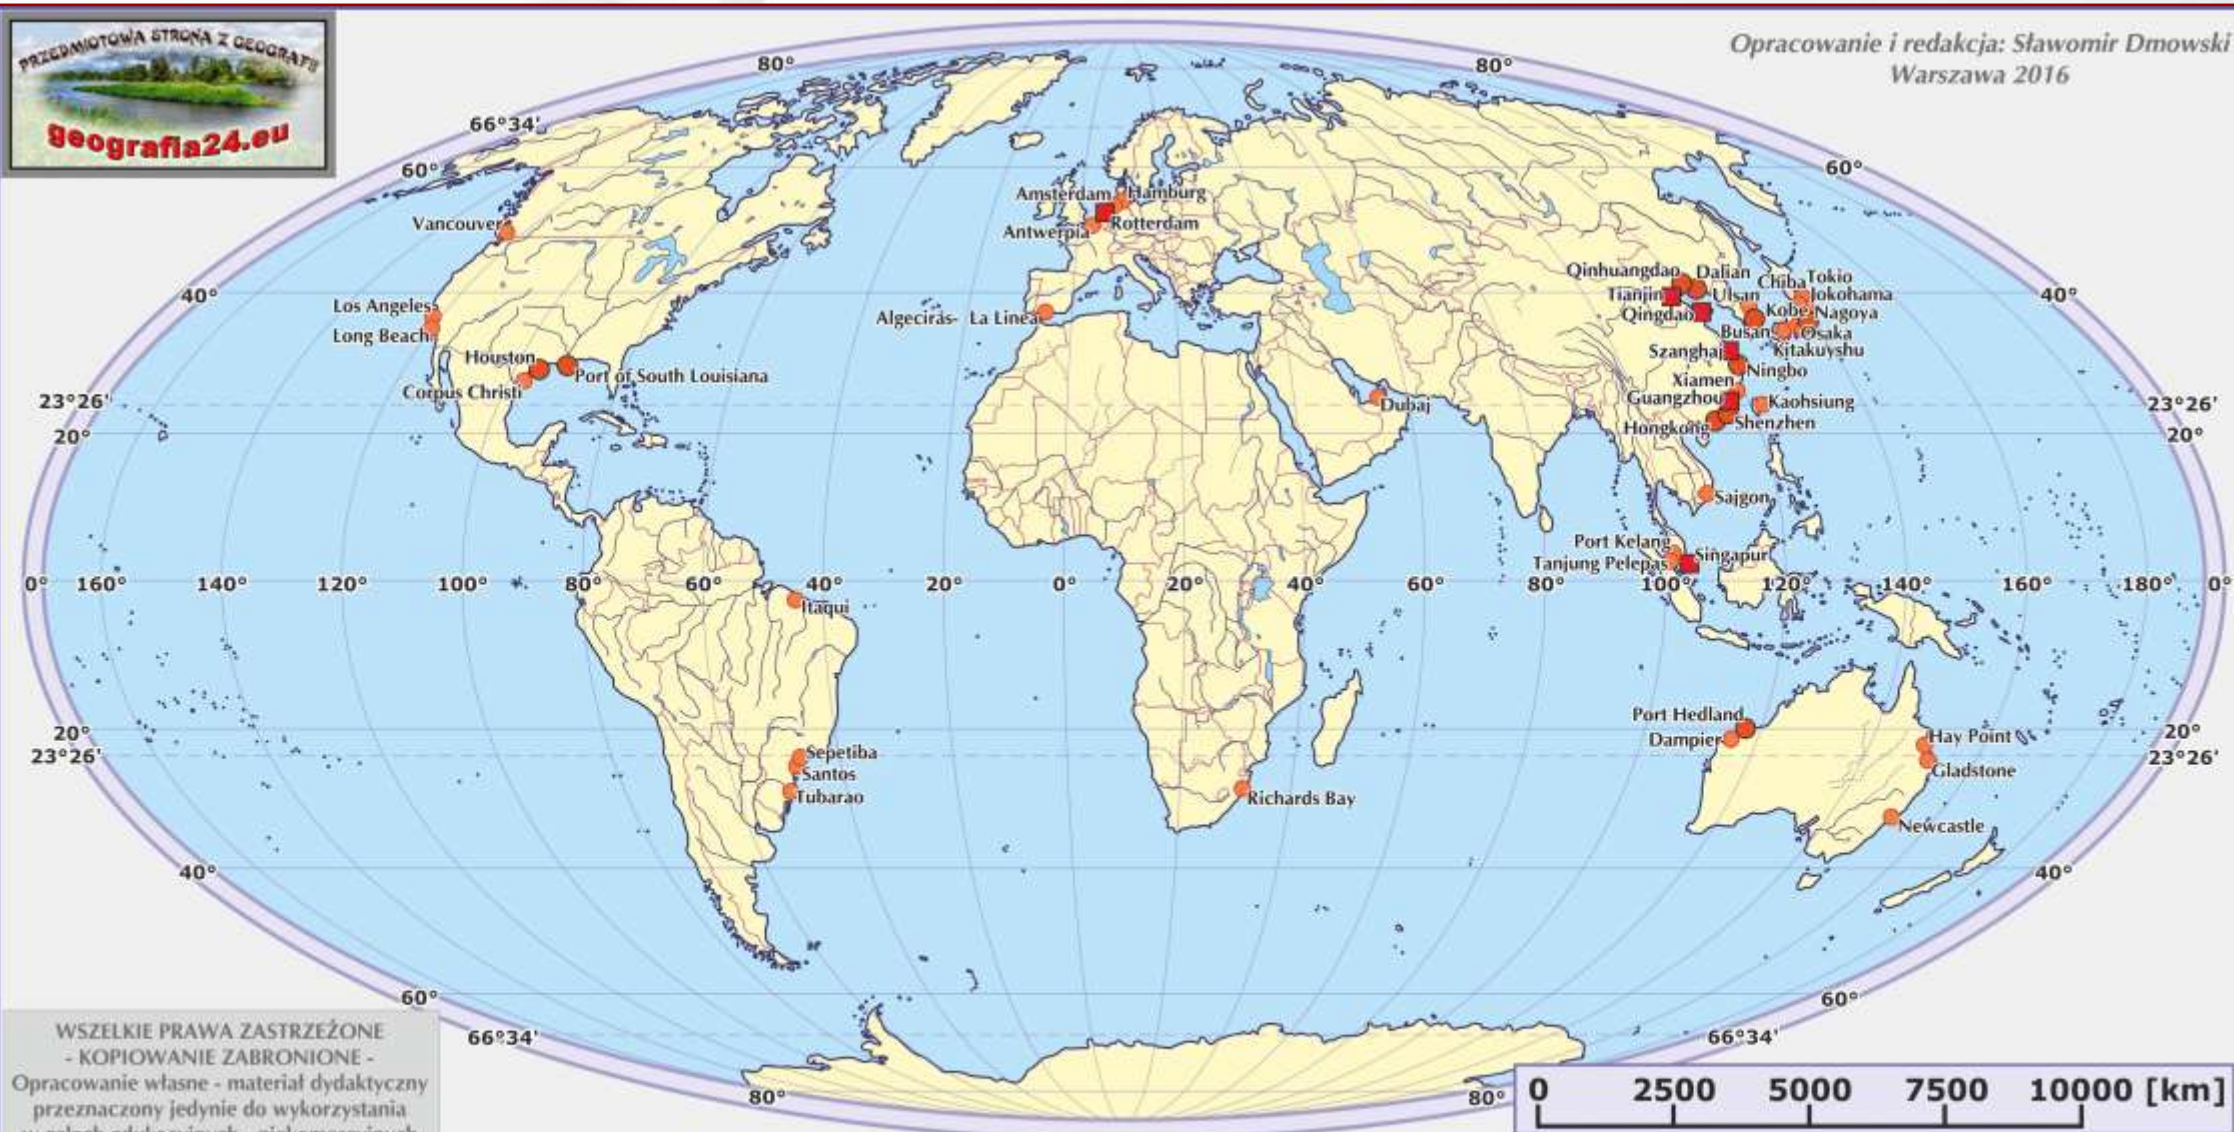 PRZEDMIOTOWA STRONA Z GEOGRAFII
geografia24.eu
Opracowanie i redakcja: Sławomir Dmowski
Warszawa 2016
80°
80°
66°34'
60°
60°
Amsterdam
Hamburg
Rotterdam
Antwerpia
Vancouver
Qinhuangdao
Dalian
Chiba
Tokio
Tianjin
Ulsan
Jokohama
40°
40°
Los Angeles
Qingdao
Kobe
Nagoya
Algeciras- La Linea
Long Beach
Busan
Osaka
Houston
Szanghaj
Kitakuyshu
Port of South Louisiana
Ningbo
Corpus Christi
Xiamen
Guangzhou
Kaohsiung
Dubaj
23°26'
23°26'
Hongkong
Shenzhen
20°
20°
Sajgon
Port Kelang
Singapur
Tanjung Pelepas
0° 160° 140° 120° 100° 80° 60° 40° 20° 0° 20° 40° 60° 80° 100° 120° 140° 160° 180° 0°
Itaqui
Port Hedland
20°
20°
Dampier
Hay Point
23°26'
23°26'
Sepetiba
Santos
Gladstone
Tubarao
Richards Bay
Newcastle
40°
40°
60°
60°
66°34'
66°34'
80°
80°
WSZELKIE PRAWA ZASTRZEŻONE
- KOPIOWANIE ZABRONIONE -
Opracowanie własne - materiał dydaktyczny
przeznaczony jedynie do wykorzystania
0 2500 5000 7500 10000 [km]